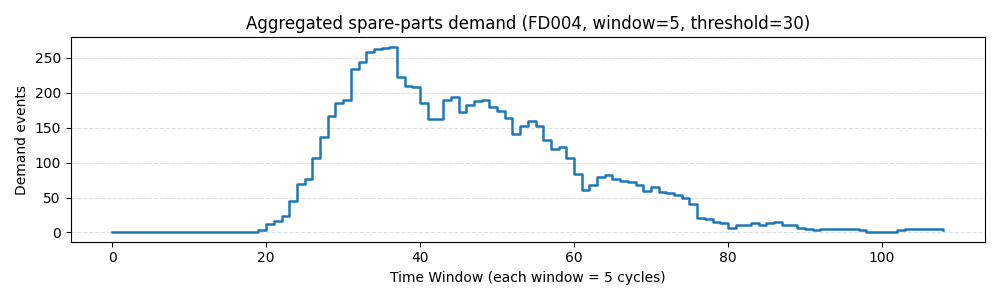 Aggregated spare-parts demand (FD004, window=5, threshold=30)
Demand events
250
200
150
100
50
0
0 20 40 60 80 100
Time Window (each window = 5 cycles)